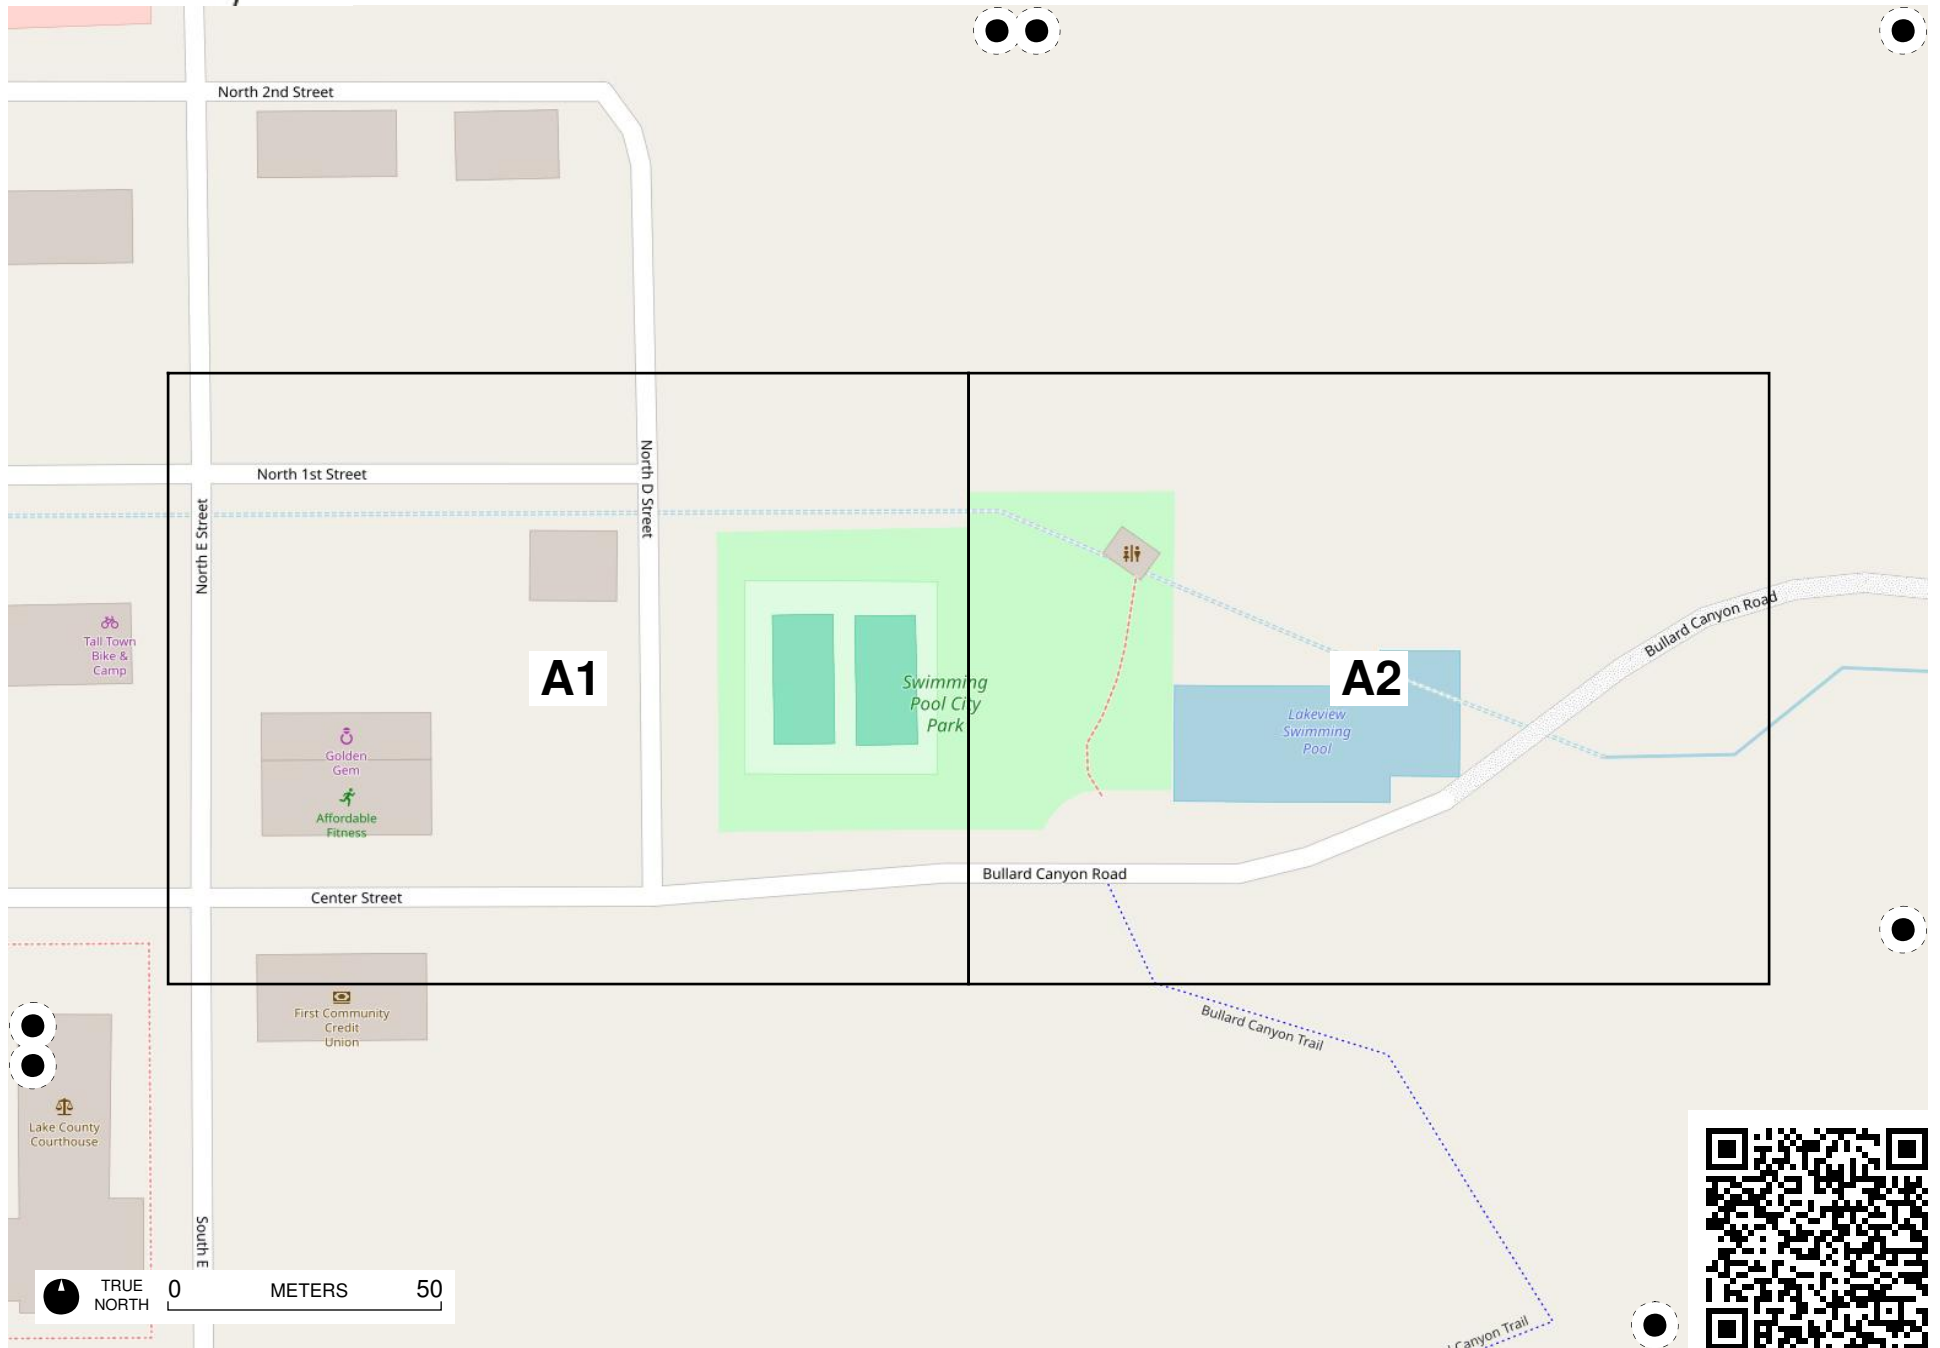 North 2nd Street
North 1st Street
North D Street
North E Street
Tall Town
Bike &
Camp
A1
A2
Swimming
Pool City
Park
Lakeview
Swimming
Pool
Bullard Canyon Road
Golden
Gem
Affordable
Fitness
Bullard Canyon Road
Center Street
First Community
Credit
Union
Bullard Canyon Trail
Lake County
Courthouse
South E
TRUE
NORTH
0 METERS 50
Canyon Trail